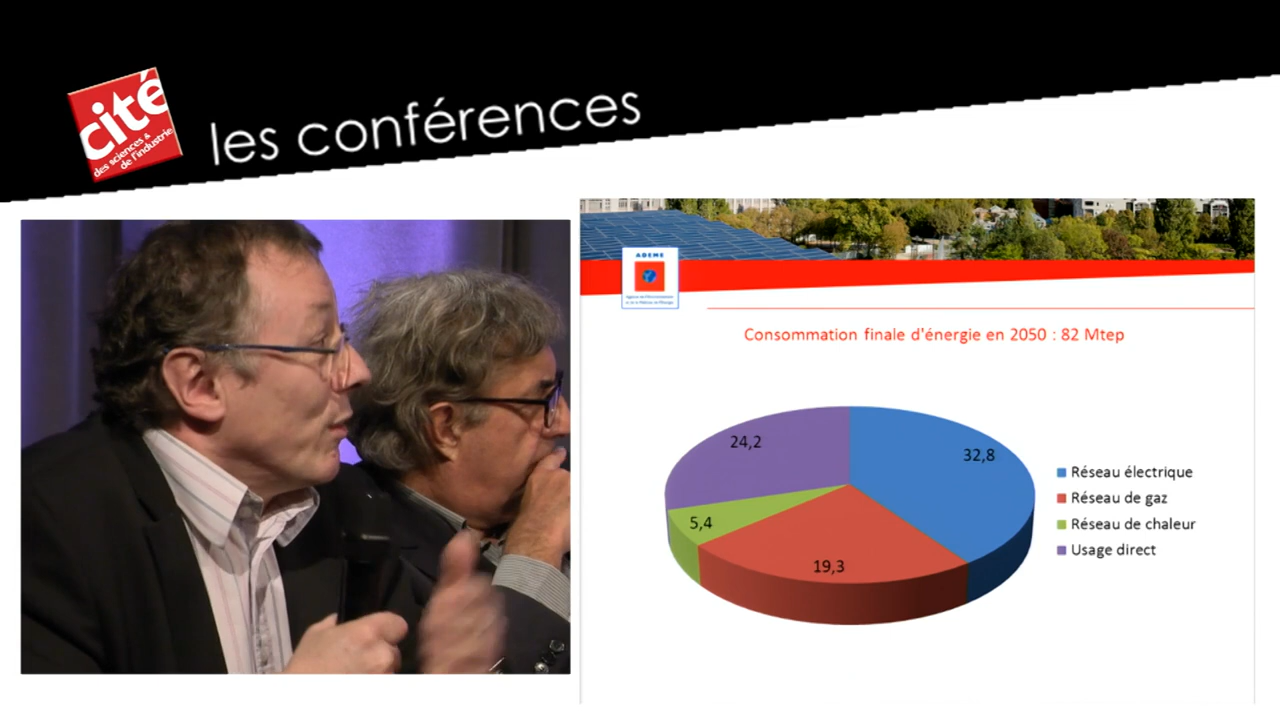 cité
des sciences &
de l'industrie
les conférences
ADEME
Consommation finale d'énergie en 2050 : 82 Mtep
24,2
32,8
5,4
19,3
Réseau électrique
Réseau de gaz
Réseau de chaleur
Usage direct